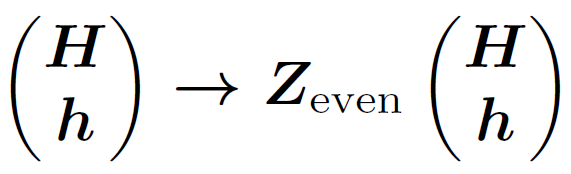 (H h) → Z_even (H h)